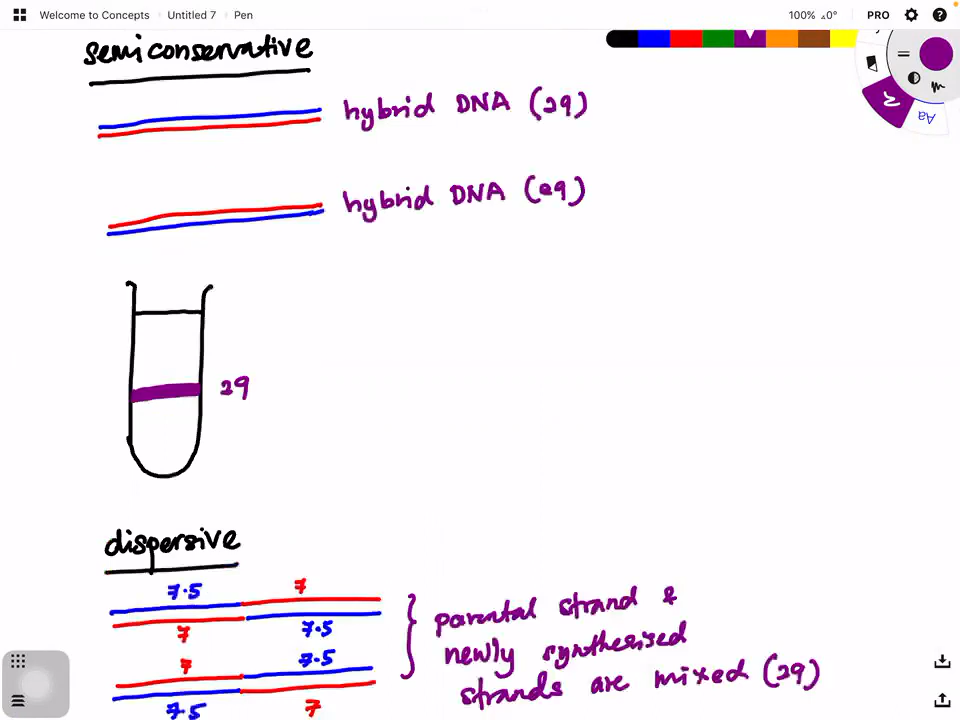 Welcome to Concepts › Untitled 7 › Pen
100% 0° PRO
semiconservative
hybrid DNA (29)
hybrid DNA (29)
Aa
29
dispersive
7.5 7
7 7.5
7 7.5
7.5 7
parental strand &
newly synthesised
strands are mixed (29)